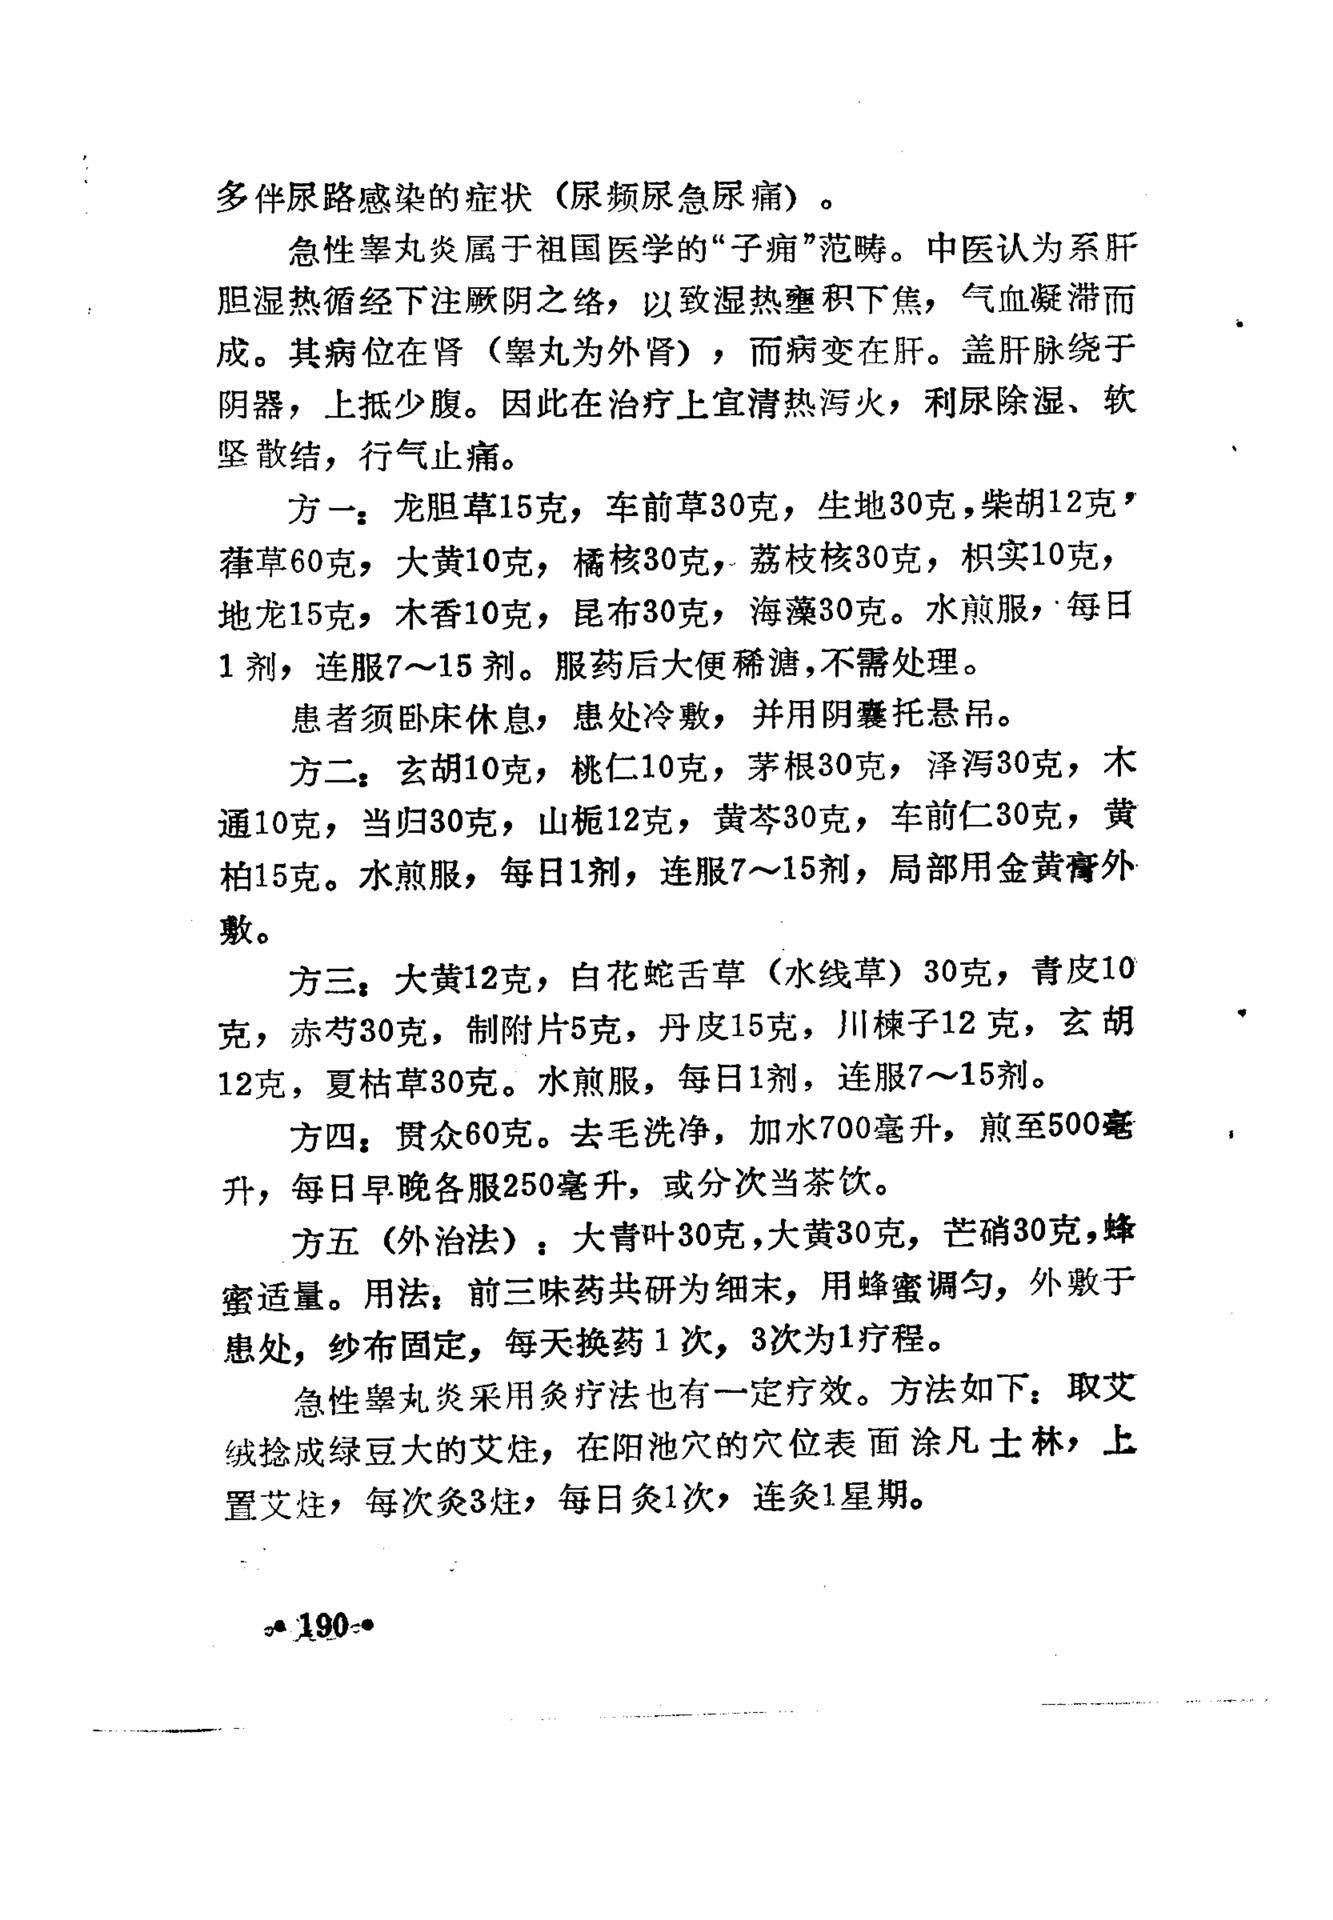 多伴尿路感染的症状（尿频尿急尿痛）。
急性睾丸炎属于祖国医学的“子痈”范畴。中医认为系肝
胆湿热循经下注厥阴之络，以致湿热壅积下焦，气血凝滞而
成。其病位在肾（睾丸为外肾），而病变在肝。盖肝脉绕于
阴器，上抵少腹。因此在治疗上宜清热泻火，利尿除湿、软
坚散结，行气止痛。
方一：龙胆草15克，车前草30克，生地30克，柴胡12克，
葎草60克，大黄10克，橘核30克，荔枝核30克，枳实10克，
地龙15克，木香10克，昆布30克，海藻30克。水煎服，每日
1剂，连服7～15剂。服药后大便稀溏，不需处理。
患者须卧床休息，患处冷敷，并用阴囊托悬吊。
方二：玄胡10克，桃仁10克，茅根30克，泽泻30克，木
通10克，当归30克，山栀12克，黄芩30克，车前仁30克，黄
柏15克。水煎服，每日1剂，连服7～15剂，局部用金黄膏外
敷。
方三：大黄12克，白花蛇舌草（水线草）30克，青皮10
克，赤芍30克，制附片5克，丹皮15克，川楝子12克，玄胡
12克，夏枯草30克。水煎服，每日1剂，连服7～15剂。
方四：贯众60克。去毛洗净，加水700毫升，煎至500毫
升，每日早晚各服250毫升，或分次当茶饮。
方五（外治法）：大青叶30克，大黄30克，芒硝30克，蜂
蜜适量。用法：前三味药共研为细末，用蜂蜜调匀，外敷于
患处，纱布固定，每天换药1次，3次为1疗程。
急性睾丸炎采用灸疗法也有一定疗效。方法如下：取艾
绒捻成绿豆大的艾炷，在阳池穴的穴位表面涂凡士林，上
置艾炷，每次灸3炷，每日灸1次，连灸1星期。
• 190 •